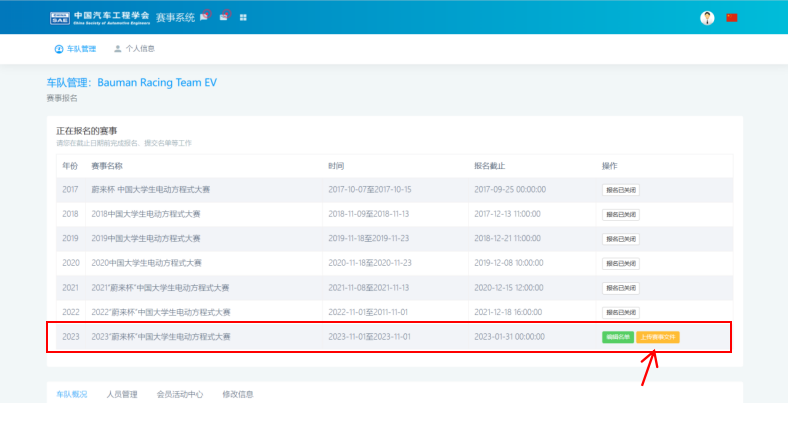 中国汽车工程学会 赛事系统
China Society of Automotive Engineers
车队管理 个人信息
车队管理：Bauman Racing Team EV
赛事报名
正在报名的赛事
请您在截止日期前完成报名、提交名单等工作
年份 赛事名称 时间 报名截止 操作
2017 蔚来杯 中国大学生电动方程式大赛 2017-10-07至2017-10-15 2017-09-25 00:00:00 报名已关闭
2018 2018中国大学生电动方程式大赛 2018-11-09至2018-11-13 2017-12-13 11:00:00 报名已关闭
2019 2019中国大学生电动方程式大赛 2019-11-18至2019-11-23 2018-12-21 11:00:00 报名已关闭
2020 2020中国大学生电动方程式大赛 2020-11-18至2020-11-23 2019-12-08 10:00:00 报名已关闭
2021 2021"蔚来杯"中国大学生电动方程式大赛 2021-11-08至2021-11-13 2020-12-15 12:00:00 报名已关闭
2022 2022"蔚来杯"中国大学生电动方程式大赛 2022-11-01至2011-11-01 2021-12-18 16:00:00 报名已关闭
2023 2023"蔚来杯"中国大学生电动方程式大赛 2023-11-01至2023-11-01 2023-01-31 00:00:00 编辑名单 上传赛事文件
车队概况 人员管理 会员活动中心 修改信息